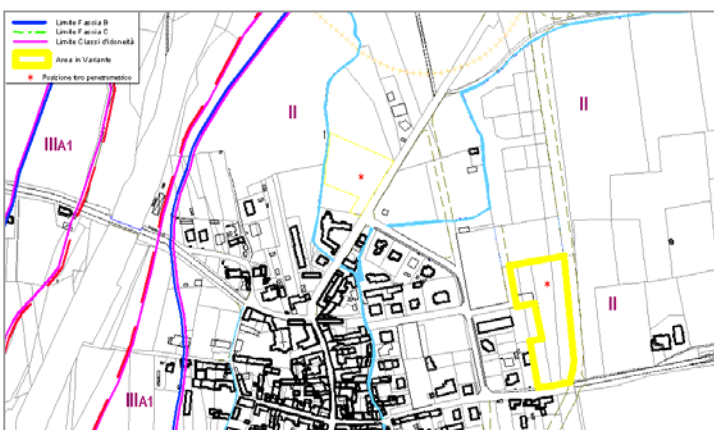 Limite Fascia B
Limite Fascia C
Limite Classi d'idoneità
Area in Variante
Posizione foro penetrometrico
II
II
IIIA1
II
IIIA1